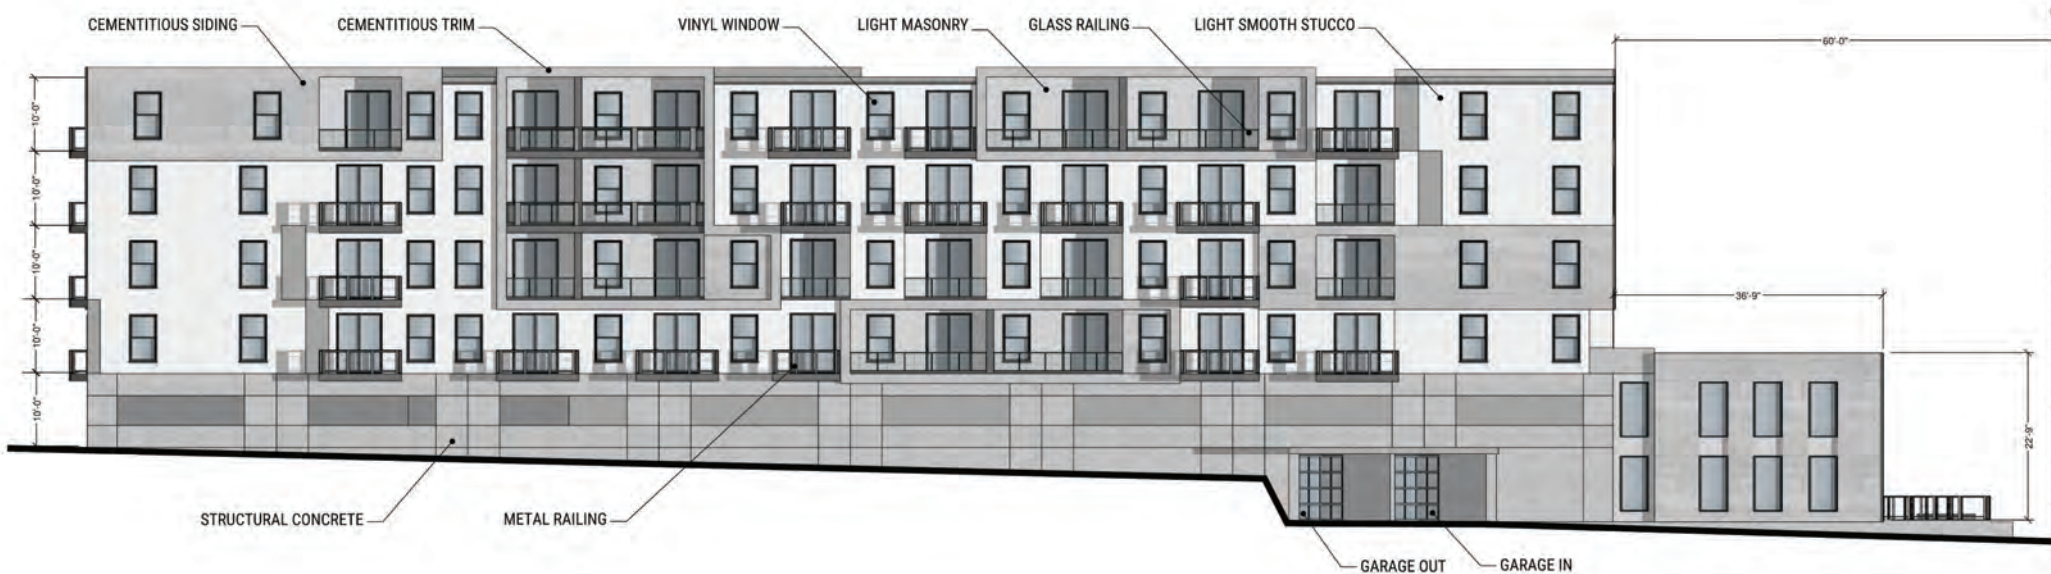 CEMENTITIOUS SIDING
CEMENTITIOUS TRIM
VINYL WINDOW
LIGHT MASONRY
GLASS RAILING
LIGHT SMOOTH STUCCO
60'-0"
10'-0"
10'-0"
10'-0"
10'-0"
10'-0"
36'-9"
22'-9"
STRUCTURAL CONCRETE
METAL RAILING
GARAGE OUT
GARAGE IN